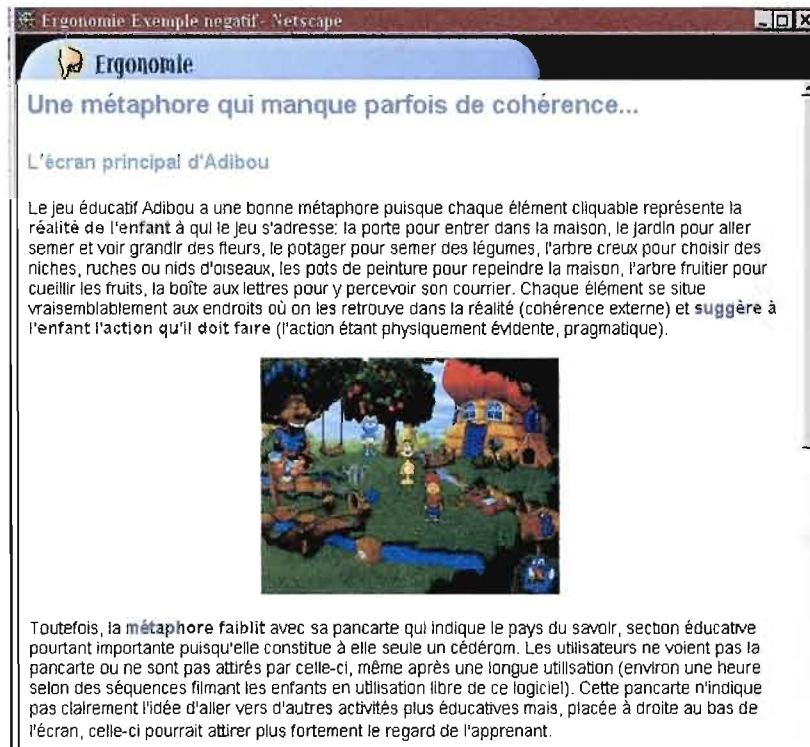 Ergonomie Exemple negatif - Netscape
Ergonomie
Une métaphore qui manque parfois de cohérence...
L'écran principal d'Adibou
Le jeu éducatif Adibou a une bonne métaphore puisque chaque élément cliquable représente la
réalité de l'enfant à qui le jeu s'adresse: la porte pour entrer dans la maison, le jardin pour aller
semer et voir grandir des fleurs, le potager pour semer des légumes, l'arbre creux pour choisir des
niches, ruches ou nids d'oiseaux, les pots de peinture pour repeindre la maison, l'arbre fruitier pour
cueillir les fruits, la boîte aux lettres pour y percevoir son courrier. Chaque élément se situe
vraisemblablement aux endroits où on les retrouve dans la réalité (cohérence externe) et suggère à
l'enfant l'action qu'il doit faire (l'action étant physiquement évidente, pragmatique).
Toutefois, la métaphore faiblit avec sa pancarte qui indique le pays du savoir, section éducative
pourtant importante puisqu'elle constitue à elle seule un cédérom. Les utilisateurs ne voient pas la
pancarte ou ne sont pas attirés par celle-ci, même après une longue utilisation (environ une heure
selon des séquences filmant les enfants en utilisation libre de ce logiciel). Cette pancarte n'indique
pas clairement l'idée d'aller vers d'autres activités plus éducatives mais, placée à droite au bas de
l'écran, celle-ci pourrait attirer plus fortement le regard de l'apprenant.